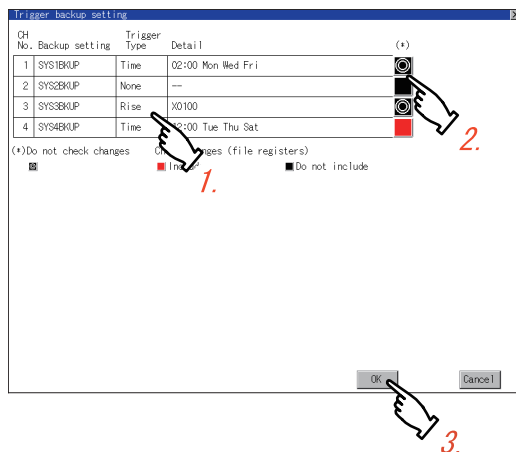 Trigger backup setting
CH No. Backup setting Trigger Type Detail (*)
1 SYS1BKUP Time 02:00 Mon Wed Fri
2 SYS2BKUP None --
3 SYS3BKUP Rise X0100
4 SYS4BKUP Time Tue Thu Sat
(*)Do not check changes (file registers)
Do not include
1.
2.
OK Cancel
3.